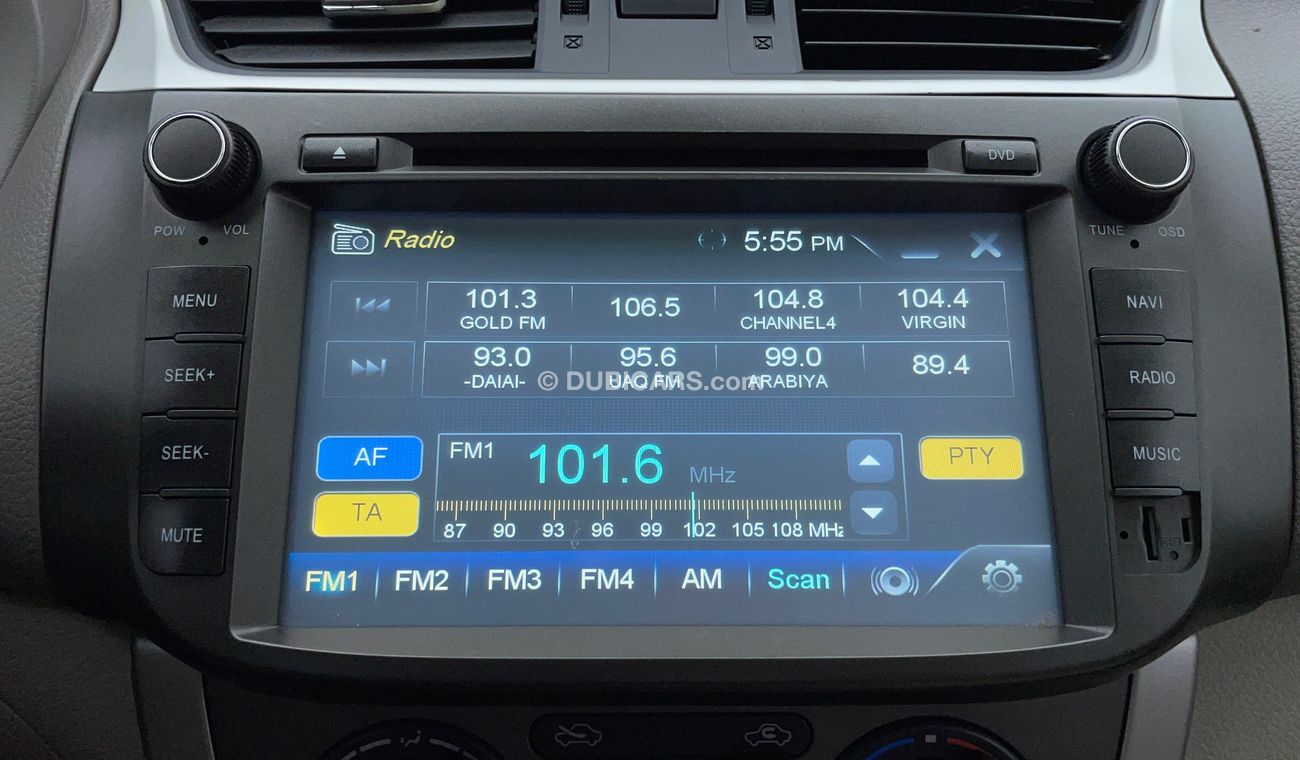 DVD
POW VOL
TUNE OSD
Radio 5:55 PM
MENU
SEEK+
SEEK-
MUTE
101.3 106.5 104.8 104.4
GOLD FM CHANNEL4 VIRGIN
93.0 95.6 99.0 89.4
-DAIAI- UAQ FM ARABIYA
© DUBICARS.com
AF
TA
FM1 101.6 MHz
PTY
87 90 93 96 99 102 105 108 MHz
FM1 FM2 FM3 FM4 AM Scan
NAVI
RADIO
MUSIC